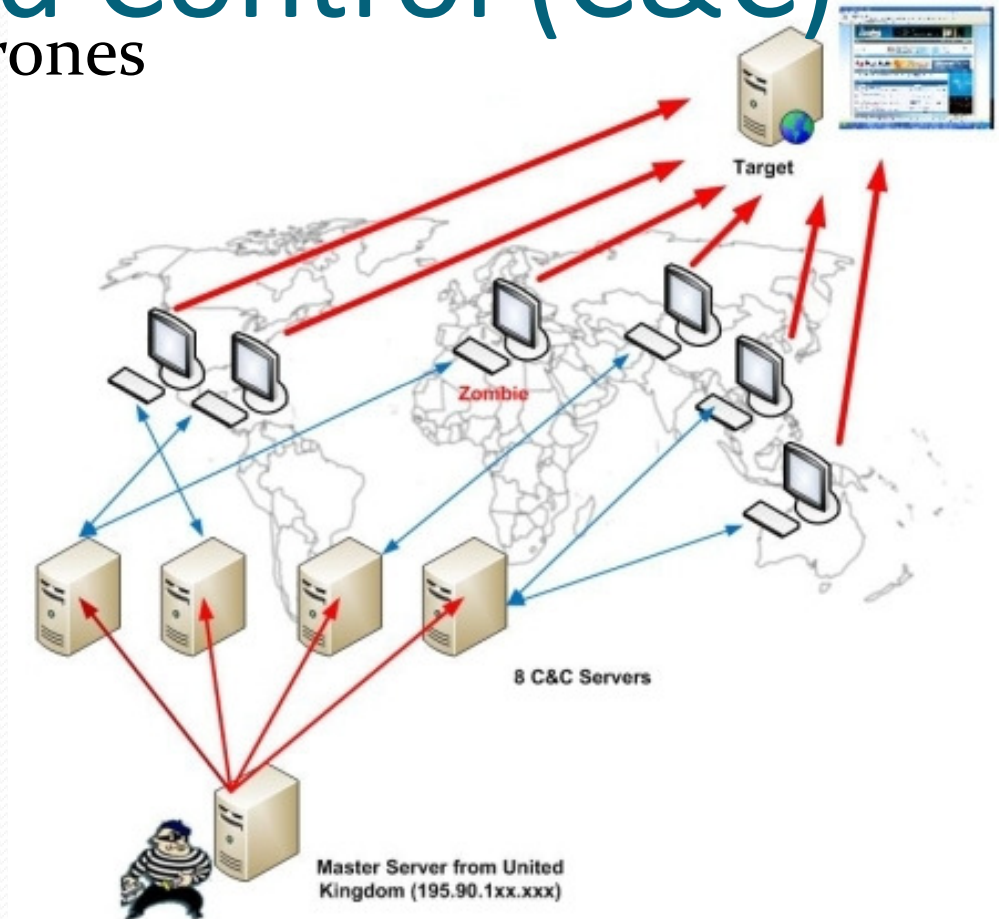 d Control (C&C)
rones
Target
Zombie
8 C&C Servers
Master Server from United
Kingdom (195.90.1xx.xxx)